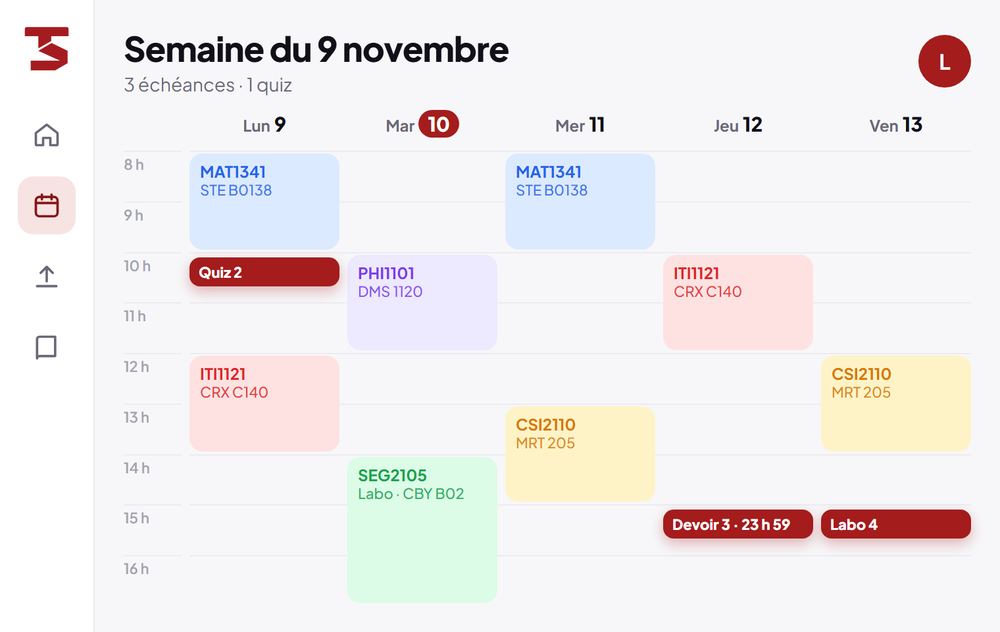 Semaine du 9 novembre
3 échéances · 1 quiz
L
Lun 9
Mar 10
Mer 11
Jeu 12
Ven 13
8 h
MAT1341
STE B0138
MAT1341
STE B0138
9 h
10 h
Quiz 2
PHI1101
DMS 1120
ITI1121
CRX C140
11 h
12 h
ITI1121
CRX C140
CSI2110
MRT 205
13 h
CSI2110
MRT 205
14 h
SEG2105
Labo · CBY B02
15 h
Devoir 3 · 23 h 59
Labo 4
16 h